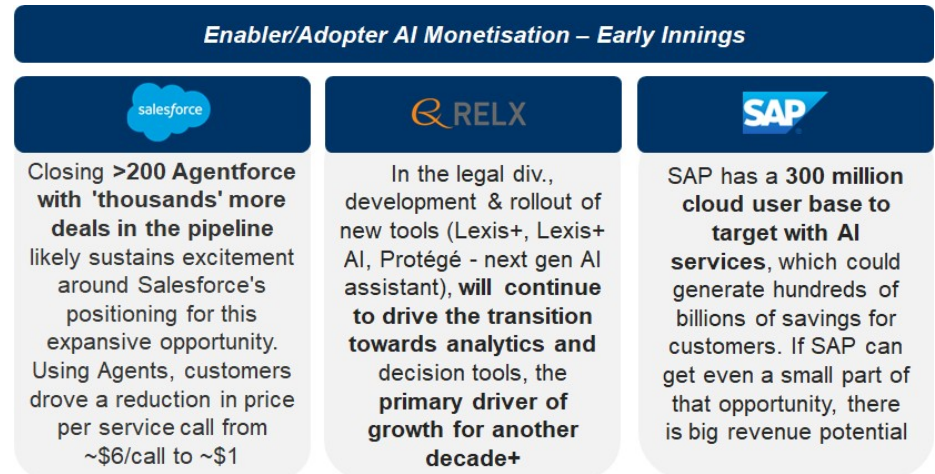 Enabler/Adopter AI Monetisation – Early Innings
salesforce
Closing >200 Agentforce
with 'thousands' more
deals in the pipeline
likely sustains excitement
around Salesforce's
positioning for this
expansive opportunity.
Using Agents, customers
drove a reduction in price
per service call from
~$6/call to ~$1
RELX
In the legal div.,
development & rollout of
new tools (Lexis+, Lexis+
AI, Protégé - next gen AI
assistant), will continue
to drive the transition
towards analytics and
decision tools, the
primary driver of
growth for another
decade+
SAP
SAP has a 300 million
cloud user base to
target with AI
services, which could
generate hundreds of
billions of savings for
customers. If SAP can
get even a small part of
that opportunity, there
is big revenue potential